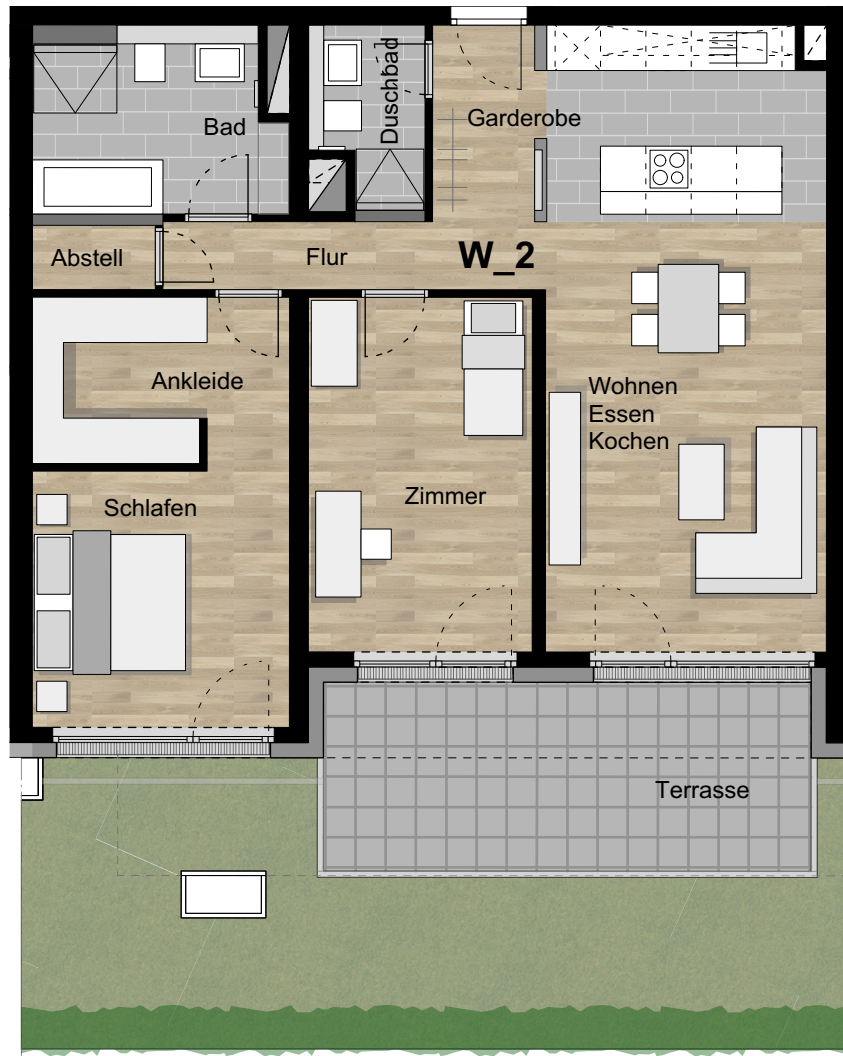 Bad
Duschbad
Garderobe
Abstell
Flur
W_2
Ankleide
Wohnen
Essen
Kochen
Schlafen
Zimmer
Terrasse